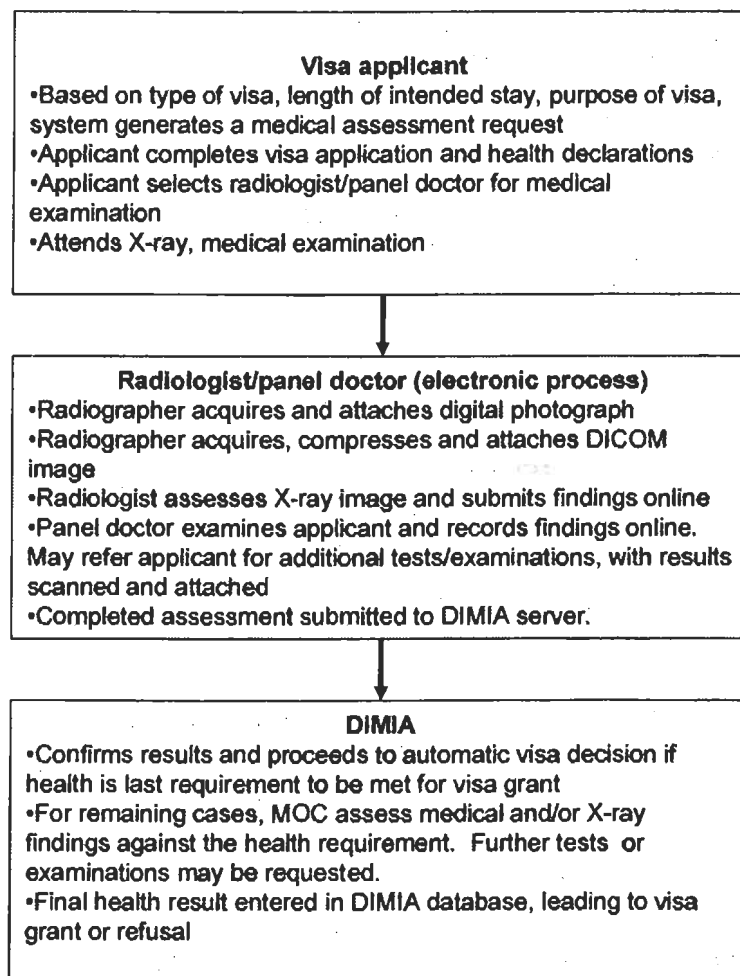 Visa applicant
•Based on type of visa, length of intended stay, purpose of visa,
system generates a medical assessment request
•Applicant completes visa application and health declarations
•Applicant selects radiologist/panel doctor for medical
examination
•Attends X-ray, medical examination
Radiologist/panel doctor (electronic process)
•Radiographer acquires and attaches digital photograph
•Radiographer acquires, compresses and attaches DICOM
image
•Radiologist assesses X-ray image and submits findings online
•Panel doctor examines applicant and records findings online.
May refer applicant for additional tests/examinations, with results
scanned and attached
•Completed assessment submitted to DIMIA server.
DIMIA
•Confirms results and proceeds to automatic visa decision if
health is last requirement to be met for visa grant
•For remaining cases, MOC assess medical and/or X-ray
findings against the health requirement. Further tests or
examinations may be requested.
•Final health result entered in DIMIA database, leading to visa
grant or refusal